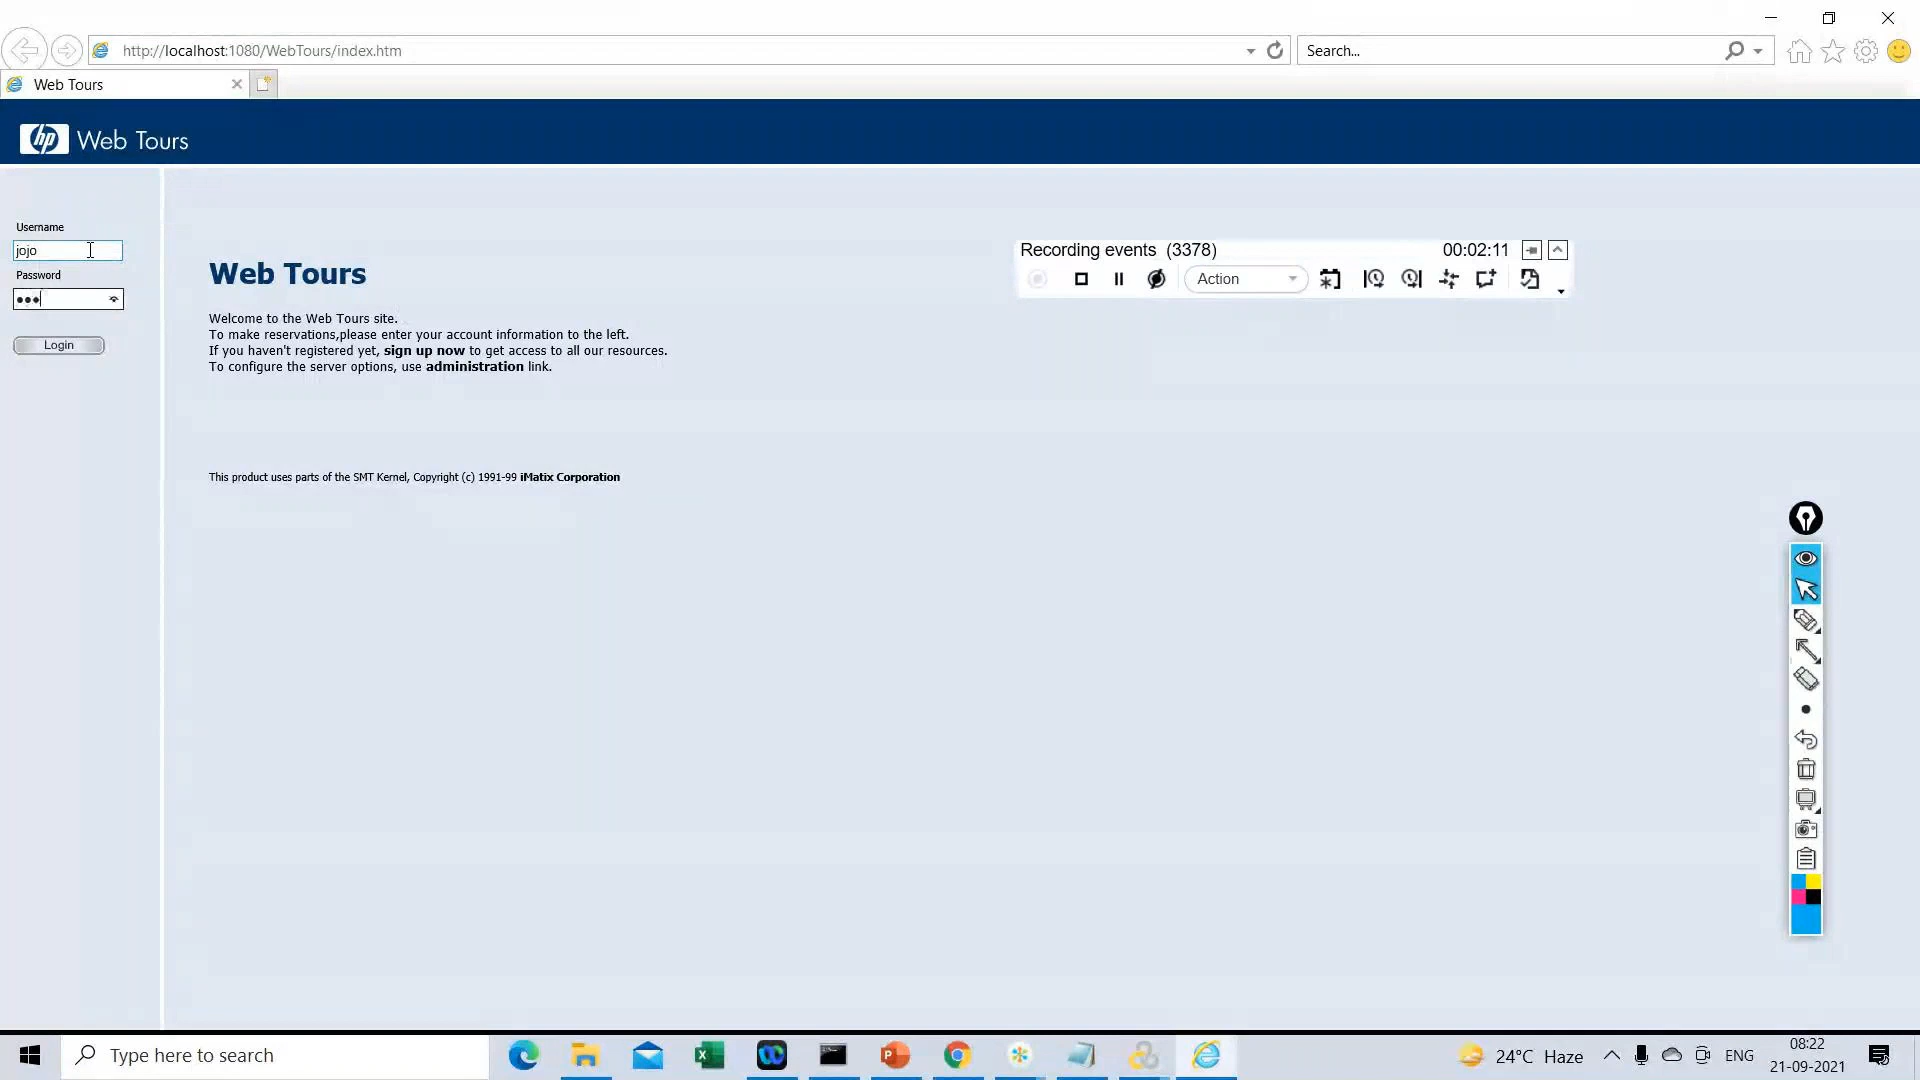 http://localhost:1080/WebTours/index.htm
Search...
Web Tours
hp Web Tours
Username
jojo
Password
Login
Recording events (3378) 00:02:11
Action
Web Tours
Welcome to the Web Tours site.
To make reservations,please enter your account information to the left.
If you haven't registered yet, sign up now to get access to all our resources.
To configure the server options, use administration link.
This product uses parts of the SMT Kernel, Copyright (c) 1991-99 iMatix Corporation
Type here to search
24°C Haze
ENG
08:22
21-09-2021